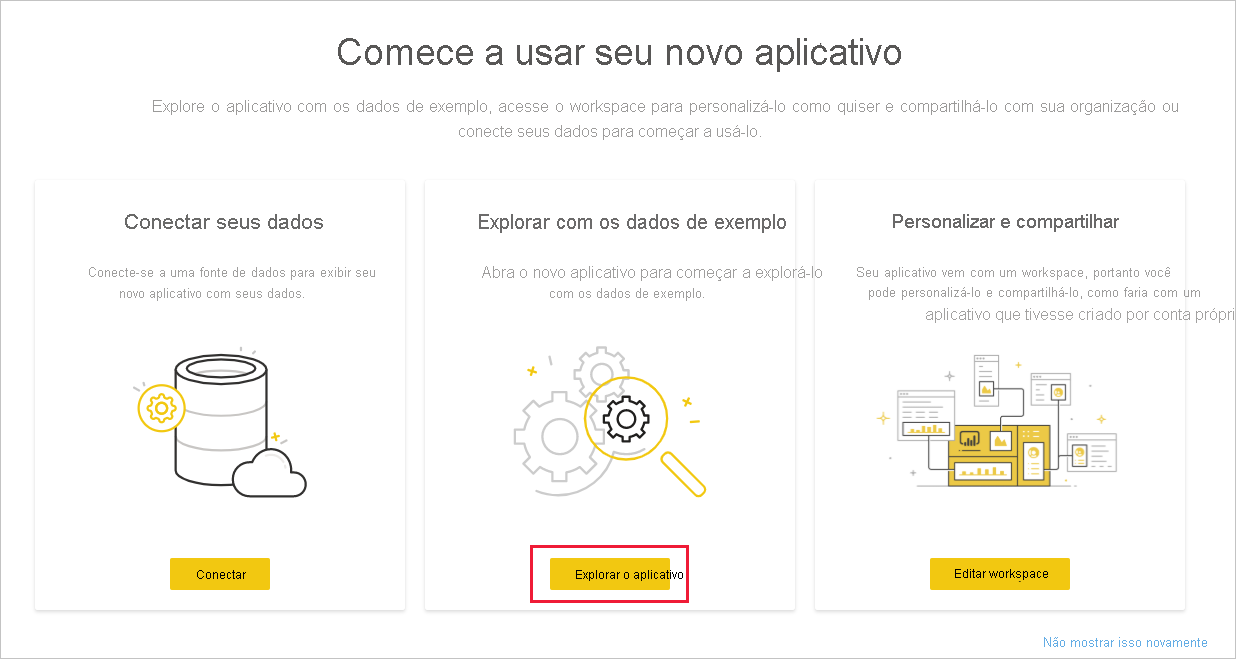 Comece a usar seu novo aplicativo
Explore o aplicativo com os dados de exemplo, acesse o workspace para personalizá-lo como quiser e compartilhá-lo com sua organização ou
conecte seus dados para começar a usá-lo.
Conectar seus dados
Conecte-se a uma fonte de dados para exibir seu
novo aplicativo com seus dados.
Conectar
Explorar com os dados de exemplo
Abra o novo aplicativo para começar a explorá-lo
com os dados de exemplo.
Explorar o aplicativo
Personalizar e compartilhar
Seu aplicativo vem com um workspace, portanto você
pode personalizá-lo e compartilhá-lo, como faria com um
aplicativo que tivesse criado por conta própri
Editar workspace
Não mostrar isso novamente